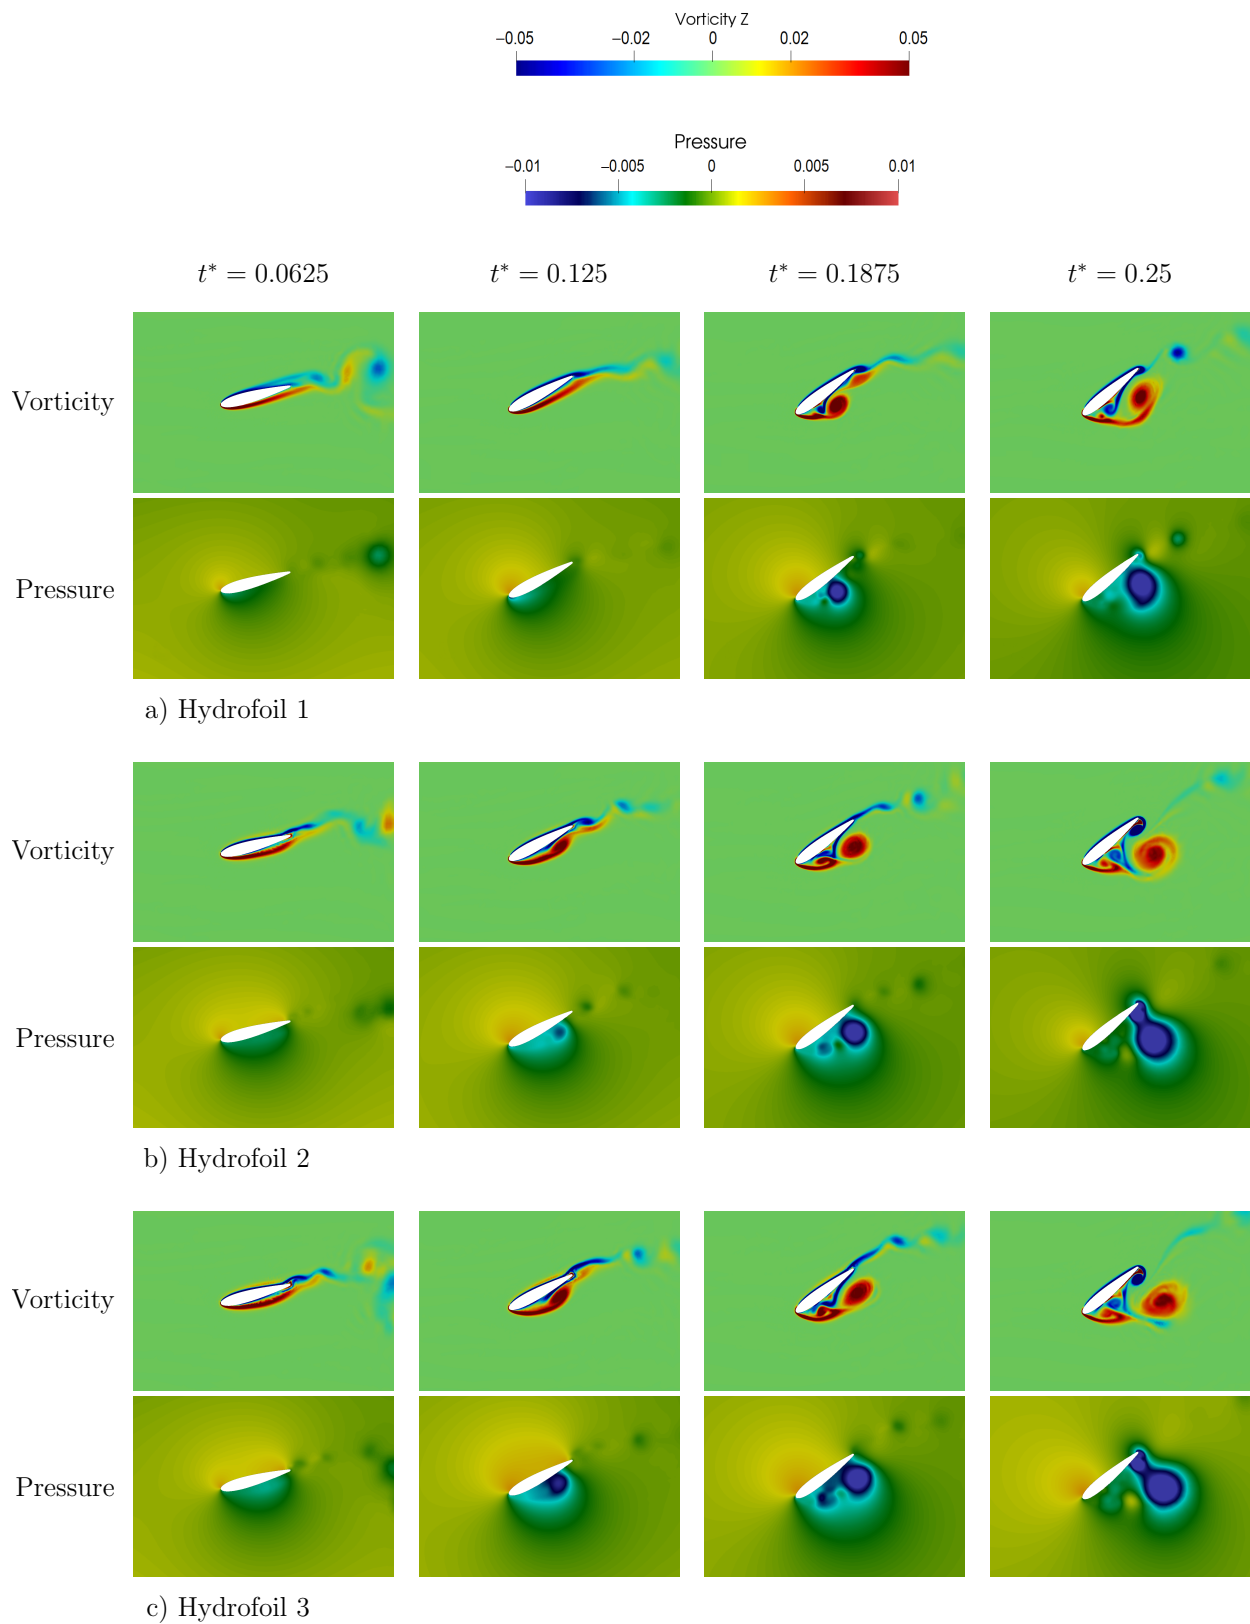 Vorticity Z
−0.05 −0.02 0 0.02 0.05
Pressure
−0.01 −0.005 0 0.005 0.01
t* = 0.0625 t* = 0.125 t* = 0.1875 t* = 0.25
Vorticity
Pressure
a) Hydrofoil 1
Vorticity
Pressure
b) Hydrofoil 2
Vorticity
Pressure
c) Hydrofoil 3